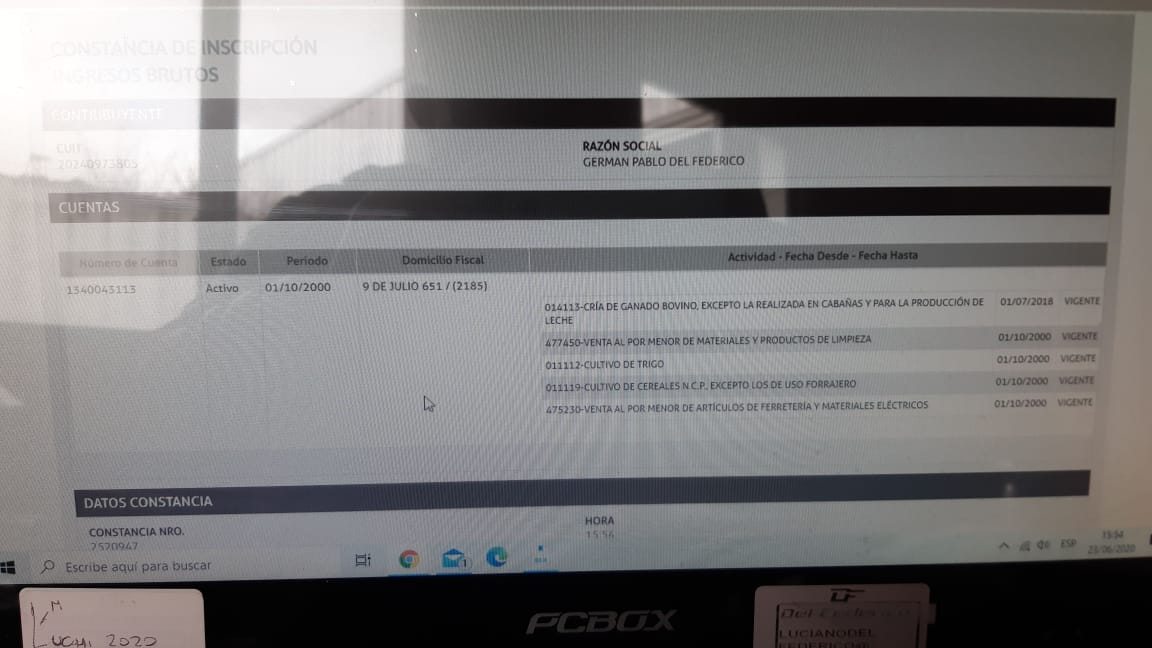 CONSTANCIA DE INSCRIPCIÓN
INGRESOS BRUTOS
CONTRIBUYENTE
CUIT
20240973805
RAZÓN SOCIAL
GERMAN PABLO DEL FEDERICO
CUENTAS
Número de Cuenta Estado Periodo Domicilio Fiscal Actividad - Fecha Desde - Fecha Hasta
1340043113 Activo 01/10/2000 9 DE JULIO 651 / (2185)
014113-CRÍA DE GANADO BOVINO, EXCEPTO LA REALIZADA EN CABAÑAS Y PARA LA PRODUCCIÓN DE 01/07/2018 VIGENTE
LECHE
477450-VENTA AL POR MENOR DE MATERIALES Y PRODUCTOS DE LIMPIEZA 01/10/2000 VIGENTE
011112-CULTIVO DE TRIGO 01/10/2000 VIGENTE
011119-CULTIVO DE CEREALES N.C.P., EXCEPTO LOS DE USO FORRAJERO 01/10/2000 VIGENTE
475230-VENTA AL POR MENOR DE ARTÍCULOS DE FERRETERÍA Y MATERIALES ELÉCTRICOS 01/10/2000 VIGENTE
DATOS CONSTANCIA
CONSTANCIA NRO.
7520947
HORA
15:54
Escribe aquí para buscar
1
ESP
15:54
23/06/2020
PCBOX
2020
DF
Del Federico
LUCIANODEL
FEDERICO